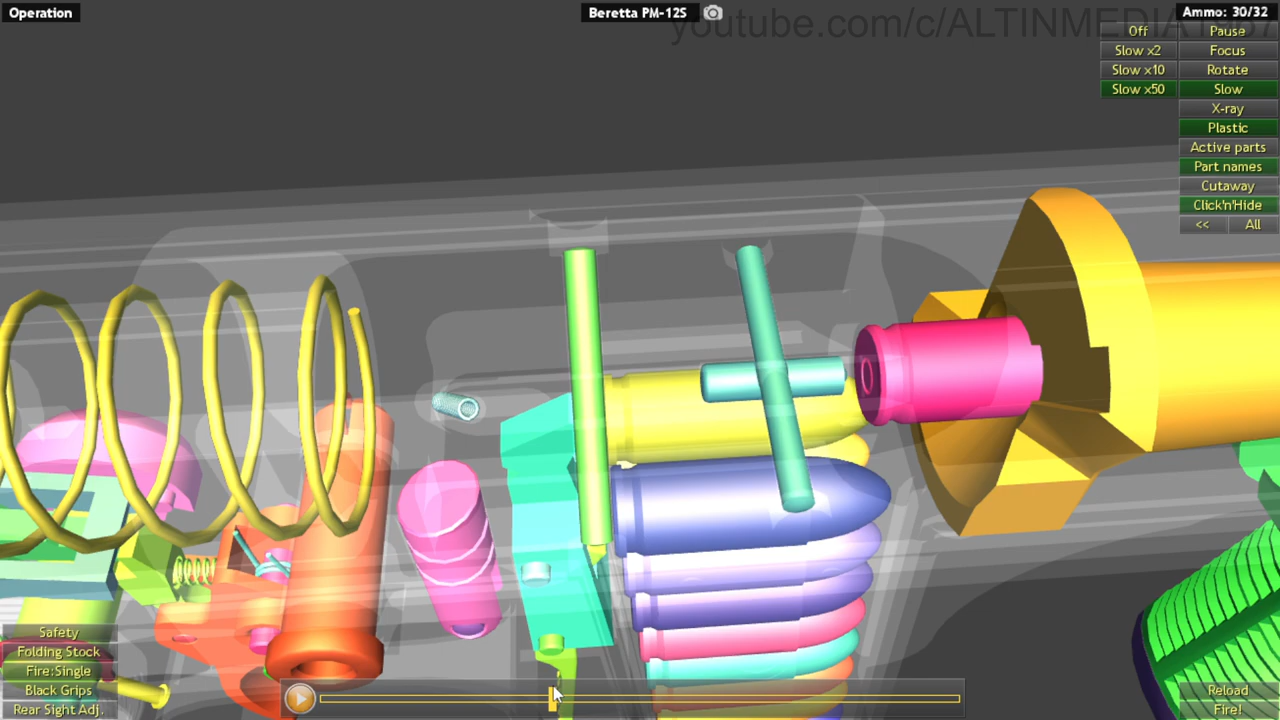 Operation
Beretta PM-12S
youtube.com/c/ALTINMEDIA1987
Ammo: 30/32
Off
Pause
Slow x2
Focus
Slow x10
Rotate
Slow x50
Slow
X-ray
Plastic
Active parts
Part names
Cutaway
Click'n'Hide
<< All
Safety
Folding Stock
Fire:Single
Black Grips
Rear Sight Adj.
Reload
Fire!